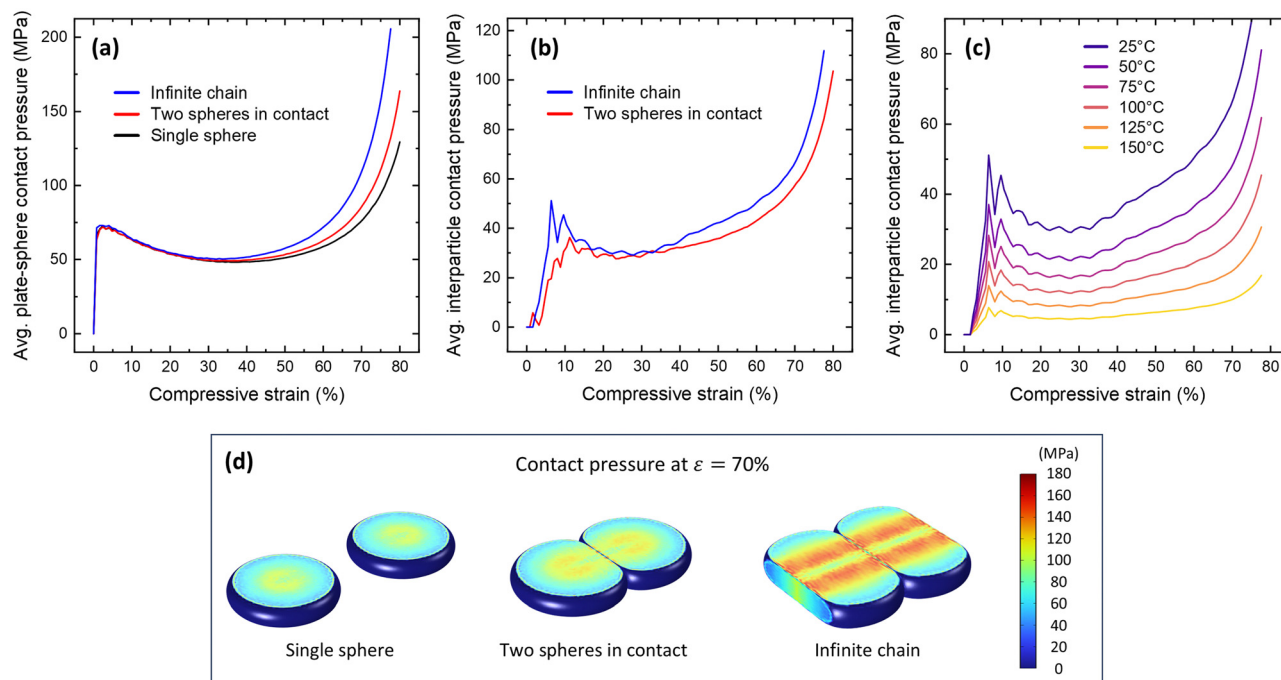 (a)
Avg. plate-sphere contact pressure (MPa)
200
150
100
50
0
Infinite chain
Two spheres in contact
Single sphere
0 10 20 30 40 50 60 70 80
Compressive strain (%)
(b)
Avg. interparticle contact pressure (MPa)
120
100
80
60
40
20
0
Infinite chain
Two spheres in contact
0 10 20 30 40 50 60 70 80
Compressive strain (%)
(c)
Avg. interparticle contact pressure (MPa)
80
60
40
20
0
25°C
50°C
75°C
100°C
125°C
150°C
0 10 20 30 40 50 60 70 80
Compressive strain (%)
(d)
Contact pressure at ε = 70%
(MPa)
180
160
140
120
100
80
60
40
20
0
Single sphere
Two spheres in contact
Infinite chain